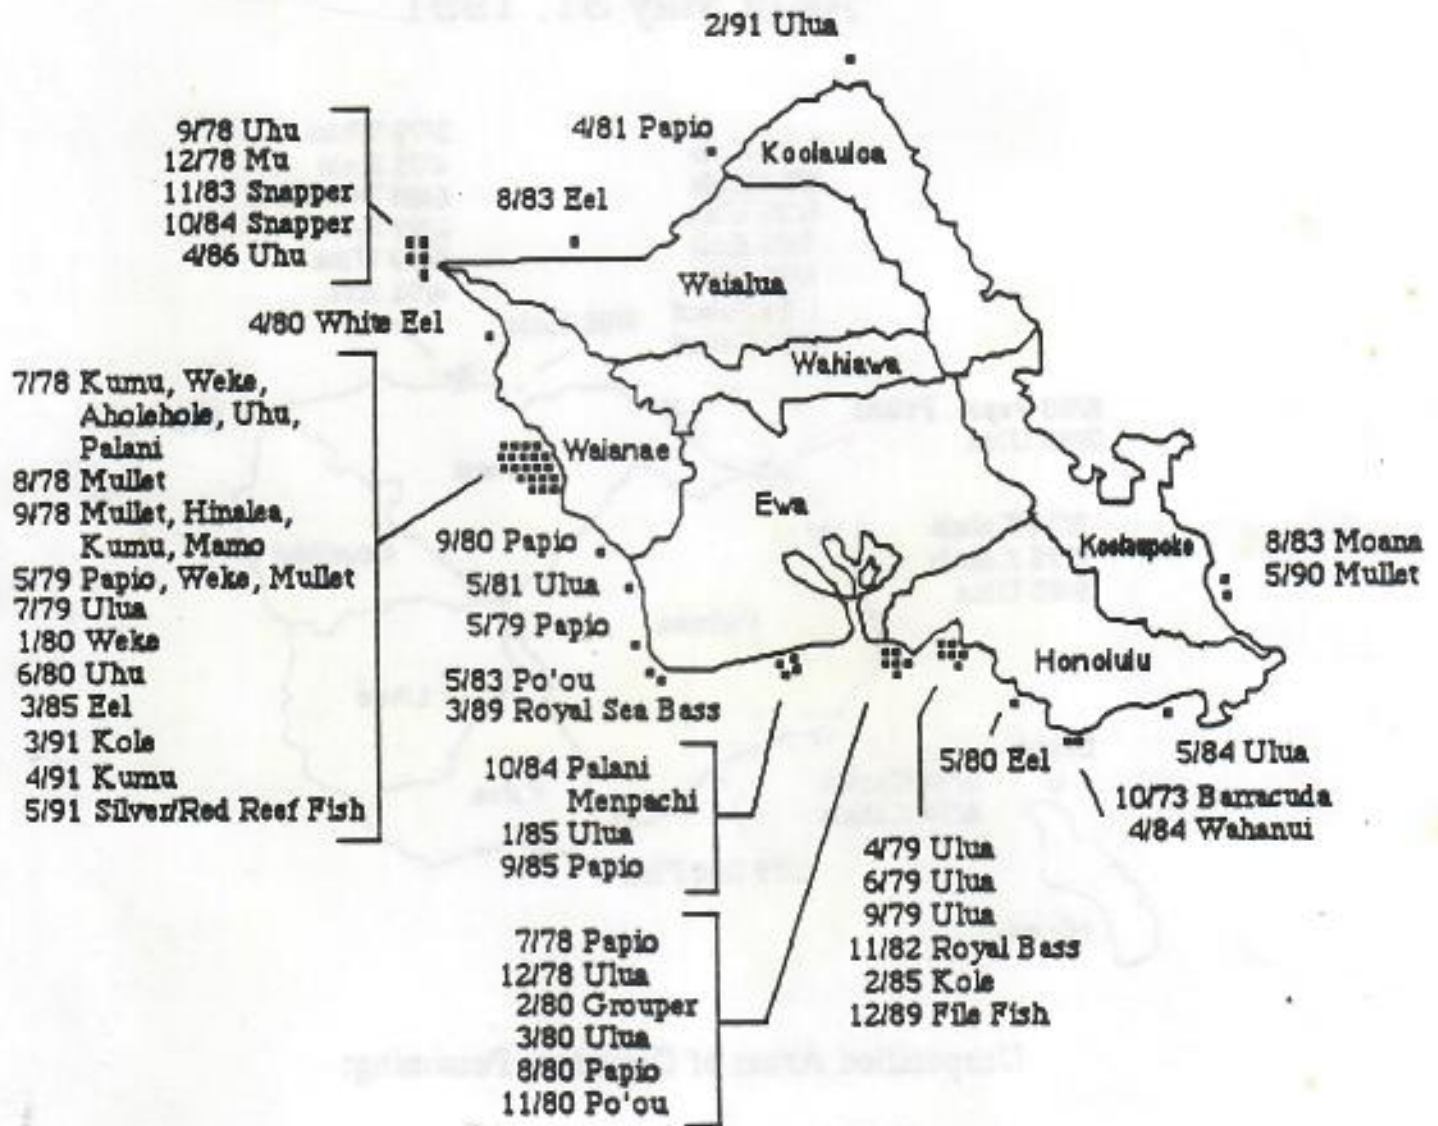 2/91 Ulua
4/81 Papio
Koolauloa
9/78 Uhu
12/78 Mu
11/83 Snapper
10/84 Snapper
4/86 Uhu
8/83 Eel
Waialua
4/80 White Eel
Wahiawa
7/78 Kumu, Weke,
Aholehole, Uhu,
Palani
8/78 Mullet
9/78 Mullet, Hinalea,
Kumu, Mamo
5/79 Papio, Weke, Mullet
7/79 Ulua
1/80 Weke
6/80 Uhu
3/85 Eel
3/91 Kole
4/91 Kumu
5/91 Silver/Red Reef Fish
Waianae
Ewa
9/80 Papio
5/81 Ulua
5/79 Papio
5/83 Po'ou
3/89 Royal Sea Bass
Koolaupoko
8/83 Moana
5/90 Mullet
Honolulu
10/84 Palani
Menpachi
1/85 Ulua
9/85 Papio
5/80 Eel
5/84 Ulua
10/73 Barracuda
4/84 Wahanui
4/79 Ulua
6/79 Ulua
9/79 Ulua
11/82 Royal Bass
2/85 Kole
12/89 File Fish
7/78 Papio
12/78 Ulua
2/80 Grouper
3/80 Ulua
8/80 Papio
11/80 Po'ou